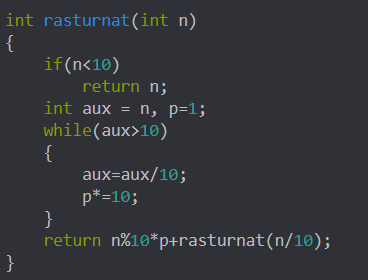 int rasturnat(int n)
{
    if(n<10)
        return n;
    int aux = n, p=1;
    while(aux>10)
    {
        aux=aux/10;
        p*=10;
    }
    return n%10*p+rasturnat(n/10);
}